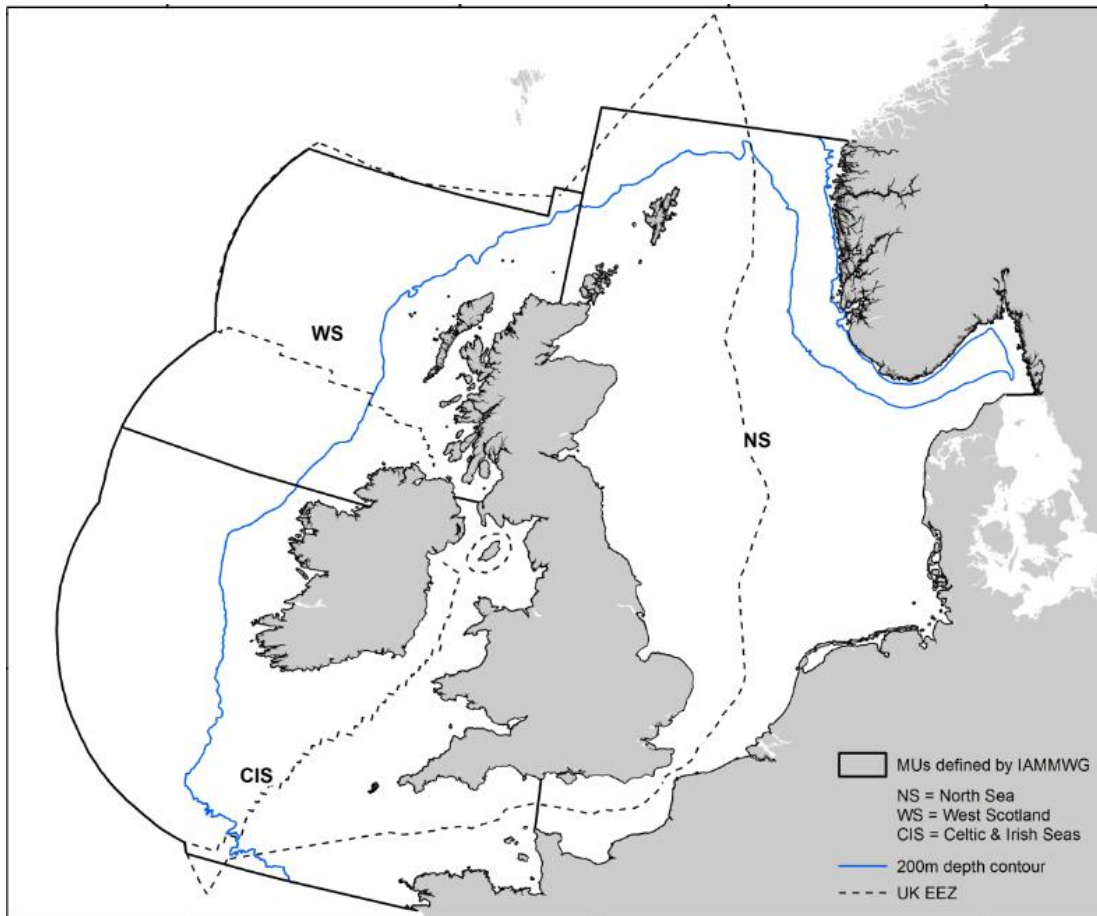 WS
NS
CIS
MUs defined by IAMMWG
NS = North Sea
WS = West Scotland
CIS = Celtic & Irish Seas
200m depth contour
UK EEZ